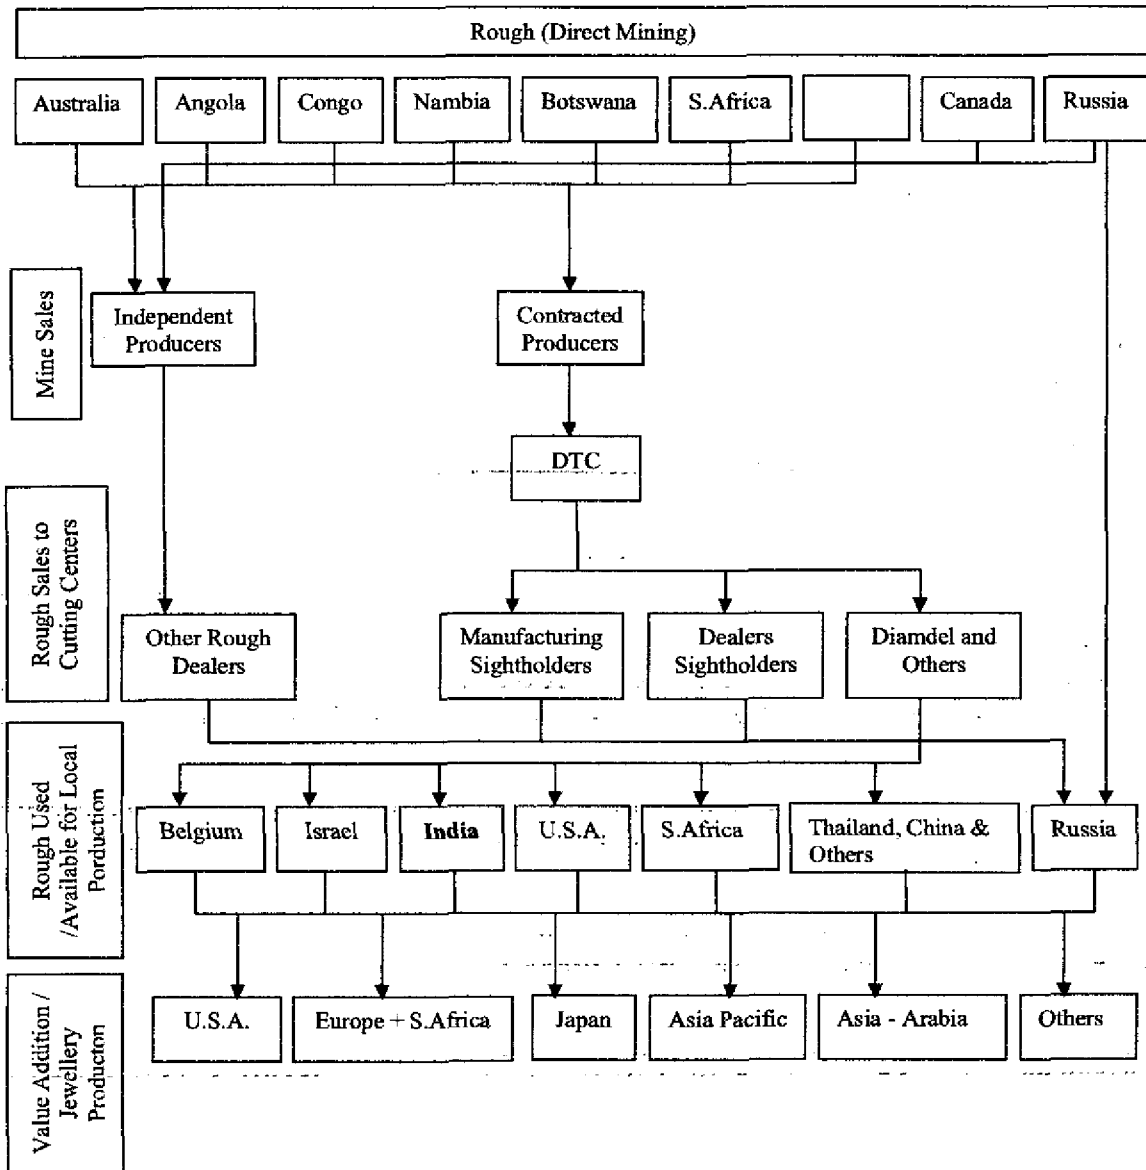 Rough (Direct Mining)
Australia
Angola
Congo
Nambia
Botswana
S.Africa
Canada
Russia
Mine Sales
Independent
Producers
Contracted
Producers
DTC
Rough Sales to
Cutting Centers
Other Rough
Dealers
Manufacturing
Sightholders
Dealers
Sightholders
Diamdel and
Others
Rough Used
/Available for Local
Porduction
Belgium
Israel
India
U.S.A.
S.Africa
Thailand, China &
Others
Russia
Value Addition /
Jewellery
Producton
U.S.A.
Europe + S.Africa
Japan
Asia Pacific
Asia - Arabia
Others